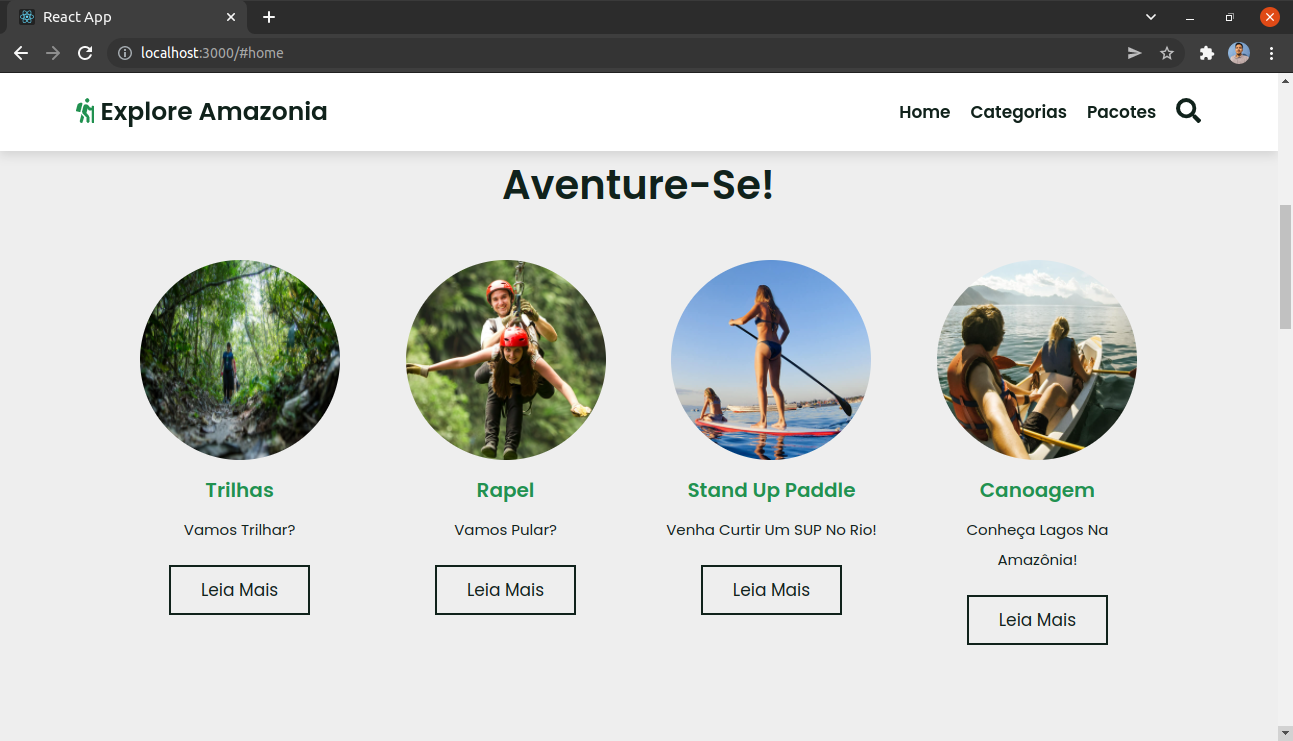 React App
localhost:3000/#home
Explore Amazonia
Home Categorias Pacotes
Aventure-Se!
Trilhas Rapel Stand Up Paddle Canoagem
Vamos Trilhar? Vamos Pular? Venha Curtir Um SUP No Rio! Conheça Lagos Na
Amazônia!
Leia Mais Leia Mais Leia Mais
Leia Mais